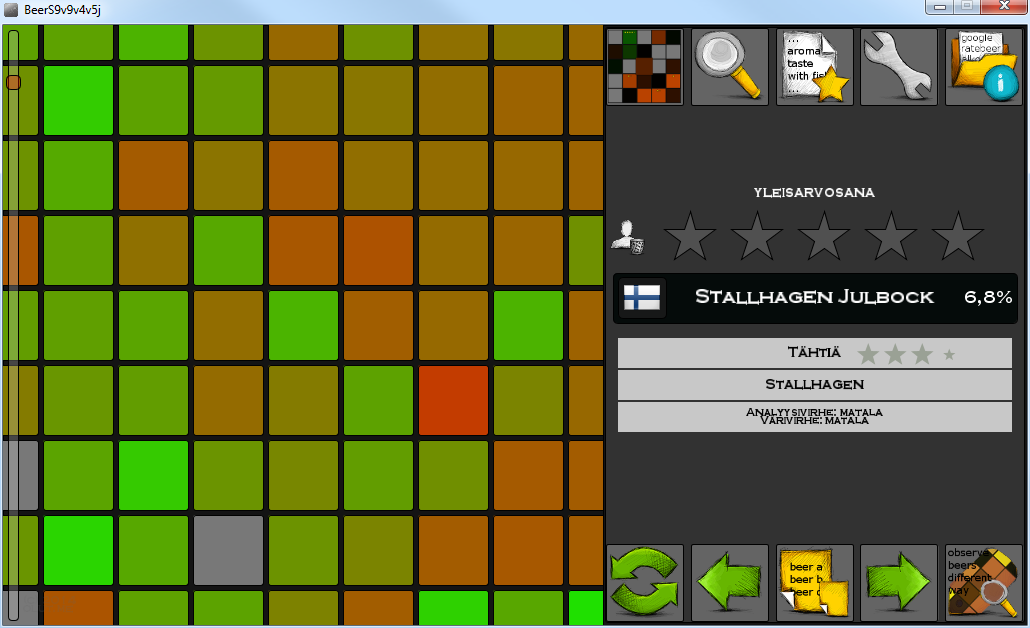 BeerS9v9v4v5j
aroma
taste
with fis
...
google
ratebeer
YLEISARVOSANA
STALLHAGEN JULBOCK 6,8%
TÄHTIÄ
STALLHAGEN
ANALYYSIVIRHE: MATALA
VÄRIVIRHE: MATALA
beer a
beer b
beer
observe
beers
different
way